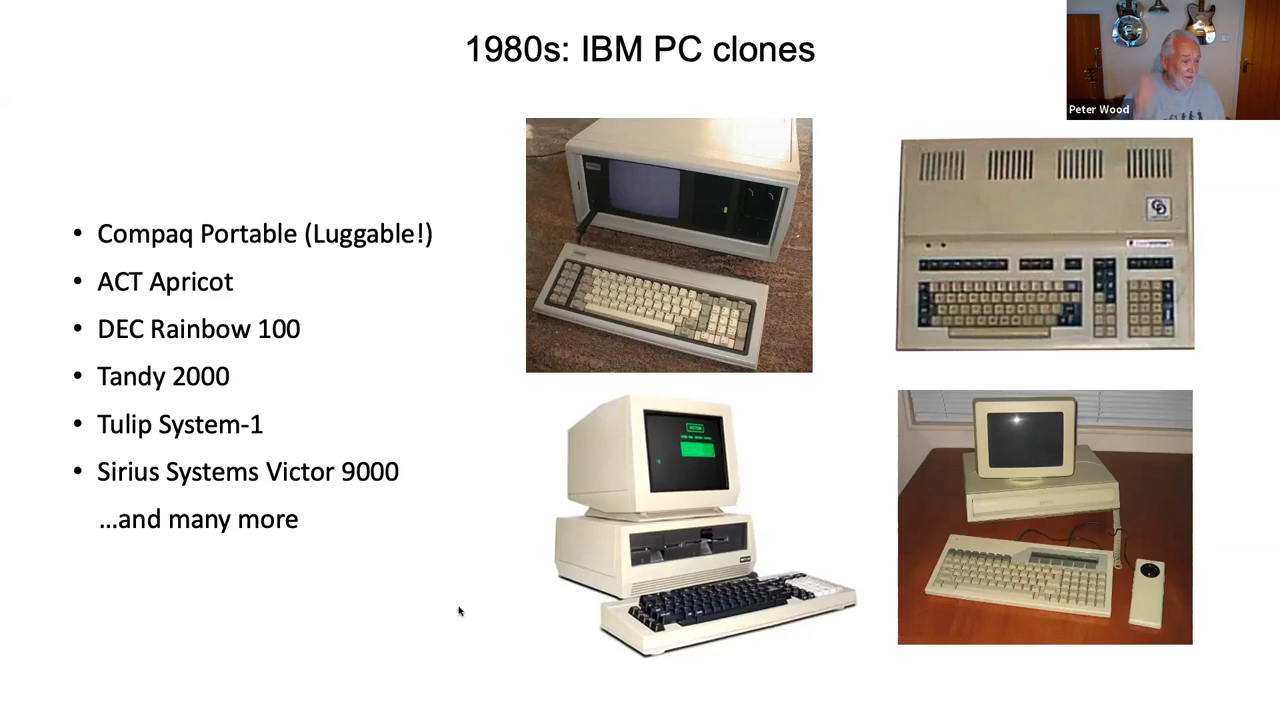 1980s: IBM PC clones
Peter Wood
• Compaq Portable (Luggable!)
• ACT Apricot
• DEC Rainbow 100
• Tandy 2000
• Tulip System-1
• Sirius Systems Victor 9000
...and many more